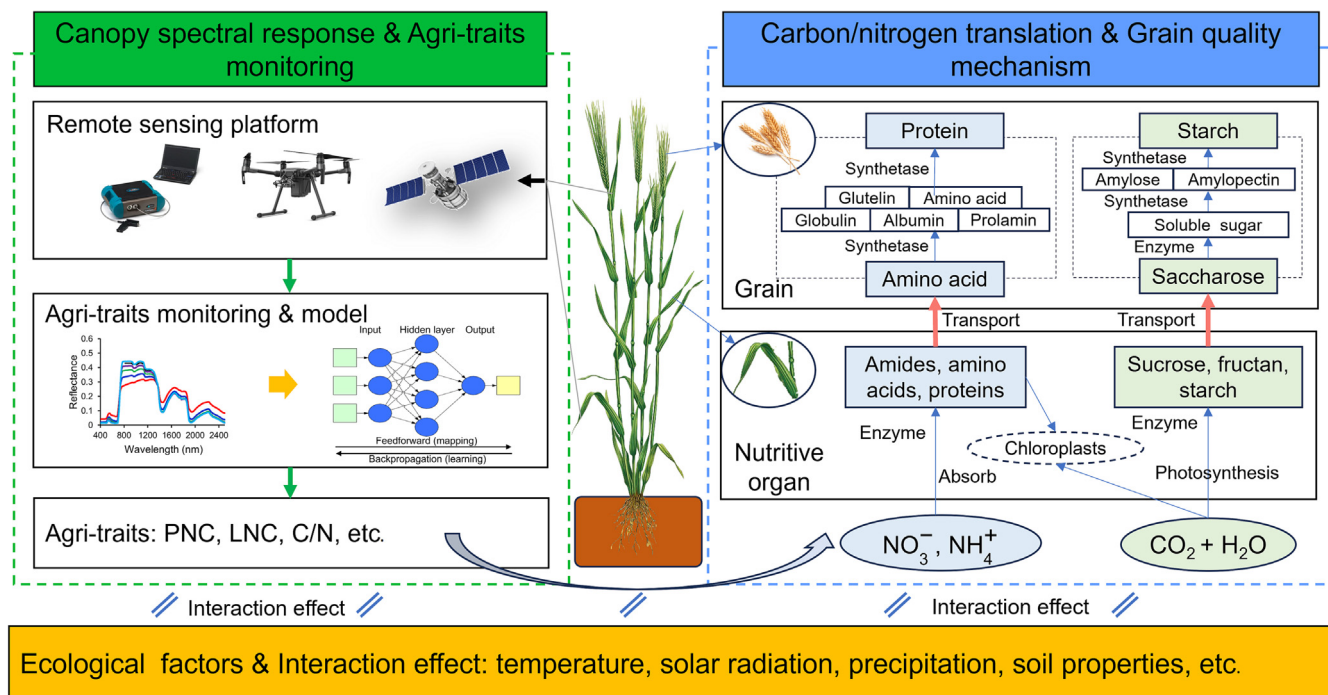 Canopy spectral response & Agri-traits
monitoring
Remote sensing platform
Agri-traits monitoring & model
Reflectance
0.6
0.5
0.4
0.3
0.2
0.1
0
400 800 1200 1600 2000 2500
Wavelength (nm)
Input Hidden layer Output
Feedforward (mapping)
Backpropagation (learning)
Agri-traits: PNC, LNC, C/N, etc.
Carbon/nitrogen translation & Grain quality
mechanism
Protein
Synthetase
Glutelin Amino acid
Globulin Albumin Prolamin
Synthetase
Amino acid
Starch
Synthetase
Amylose Amylopectin
Synthetase
Soluble sugar
Enzyme
Saccharose
Grain
Transport Transport
Amides, amino
acids, proteins
Sucrose, fructan,
starch
Enzyme
Enzyme
Chloroplasts
Nutritive
organ
Absorb
Photosynthesis
NO₃⁻, NH₄⁺
CO₂ + H₂O
Interaction effect
Interaction effect
Ecological factors & Interaction effect: temperature, solar radiation, precipitation, soil properties, etc.